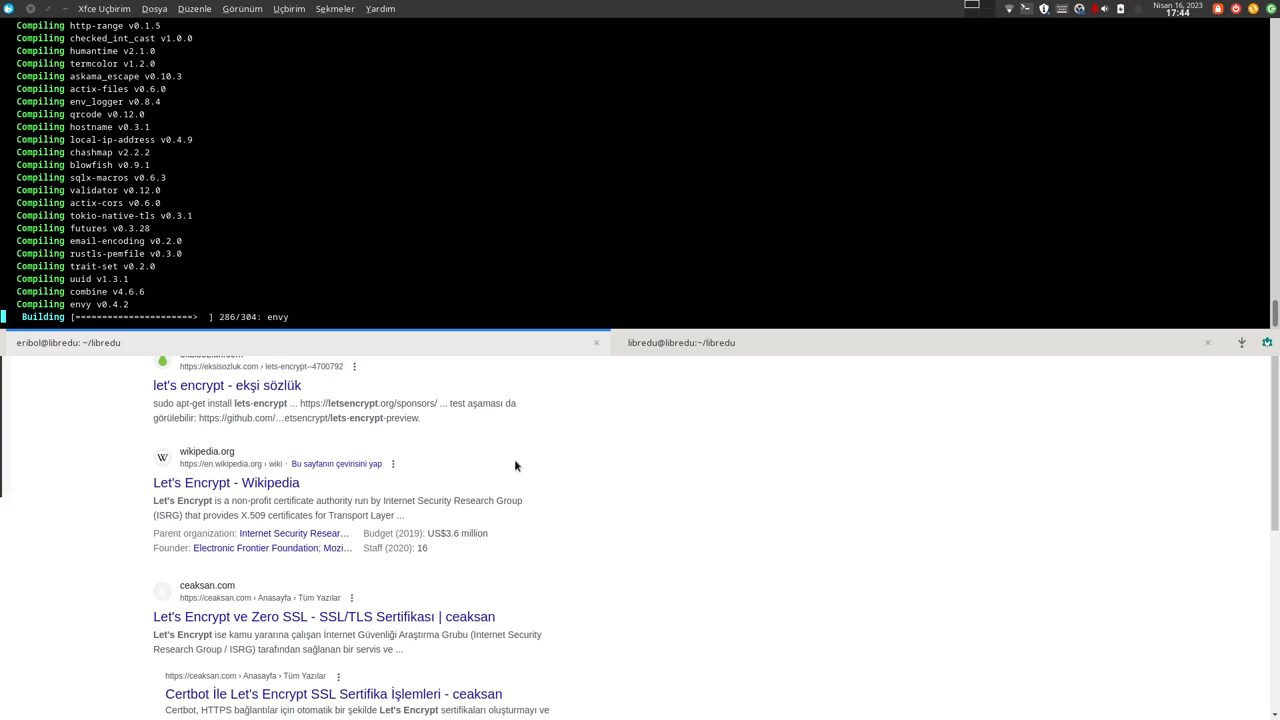 Xfce Uçbirim Dosya Düzenle Görünüm Uçbirim Sekmeler Yardım
Nisan 16, 2023
17:44
Compiling http-range v0.1.5
Compiling checked_int_cast v1.0.0
Compiling humantime v2.1.0
Compiling termcolor v1.2.0
Compiling askama_escape v0.10.3
Compiling actix-files v0.6.0
Compiling env_logger v0.8.4
Compiling qrcode v0.12.0
Compiling hostname v0.3.1
Compiling local-ip-address v0.4.9
Compiling chashmap v2.2.2
Compiling blowfish v0.9.1
Compiling sqlx-macros v0.6.3
Compiling validator v0.12.0
Compiling actix-cors v0.6.0
Compiling tokio-native-tls v0.3.1
Compiling futures v0.3.28
Compiling email-encoding v0.2.0
Compiling rustls-pemfile v0.3.0
Compiling trait-set v0.2.0
Compiling uuid v1.3.1
Compiling combine v4.6.6
Compiling envy v0.4.2
Building [======================> ] 286/304: envy
eribol@libredu: ~/libredu
libredu@libredu:~/libredu
https://eksisozluk.com › lets-encrypt--4700792
let's encrypt - ekşi sözlük
sudo apt-get install lets-encrypt ... https://letsencrypt.org/sponsors/ ... test aşaması da
görülebilir: https://github.com/…etsencrypt/lets-encrypt-preview.
W
wikipedia.org
https://en.wikipedia.org › wiki · Bu sayfanın çevirisini yap
Let's Encrypt - Wikipedia
Let's Encrypt is a non-profit certificate authority run by Internet Security Research Group
(ISRG) that provides X.509 certificates for Transport Layer ...
Parent organization: Internet Security Resear… Budget (2019): US$3.6 million
Founder: Electronic Frontier Foundation; Mozi… Staff (2020): 16
ceaksan.com
https://ceaksan.com › Anasayfa › Tüm Yazılar
Let's Encrypt ve Zero SSL - SSL/TLS Sertifikası | ceaksan
Let's Encrypt ise kamu yararına çalışan İnternet Güvenliği Araştırma Grubu (Internet Security
Research Group / ISRG) tarafından sağlanan bir servis ve ...
https://ceaksan.com › Anasayfa › Tüm Yazılar
Certbot İle Let's Encrypt SSL Sertifika İşlemleri - ceaksan
Certbot, HTTPS bağlantılar için otomatik bir şekilde Let's Encrypt sertifikaları oluşturmayı ve